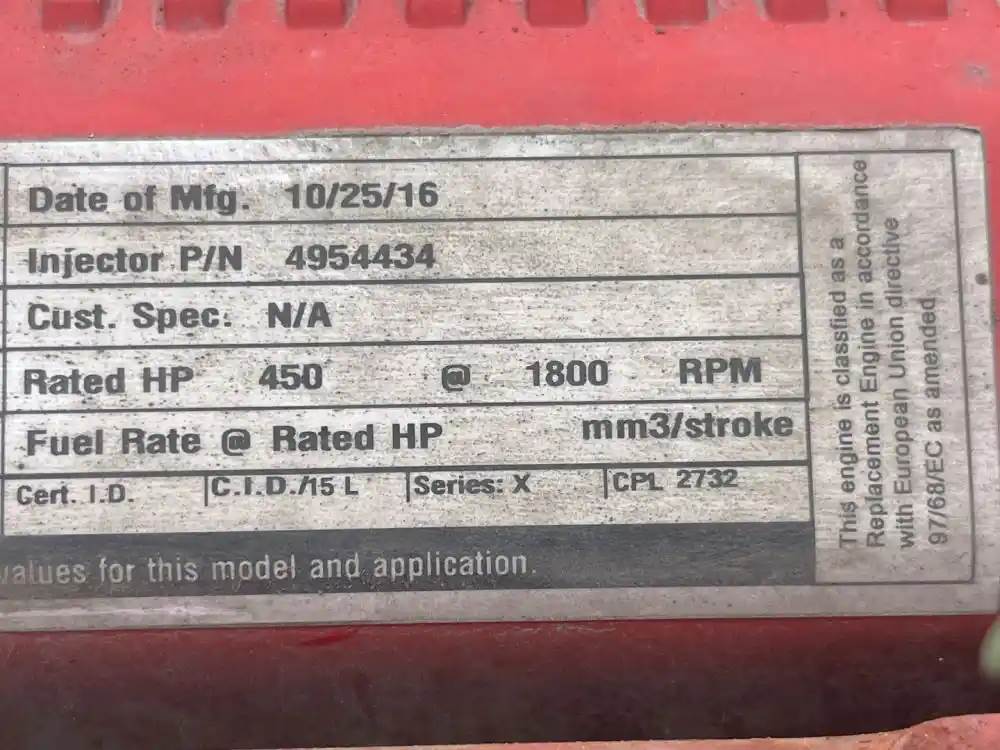 Date of Mfg. 10/25/16
Injector P/N 4954434
Cust. Spec: N/A
Rated HP 450 @ 1800 RPM
Fuel Rate @ Rated HP mm3/stroke
Cert. I.D. C.I.D./15 L Series: X CPL 2732
values for this model and application.
This engine is classfied as a
Replacement Engine in accordance
with European Union directive
97/68/EC as amended